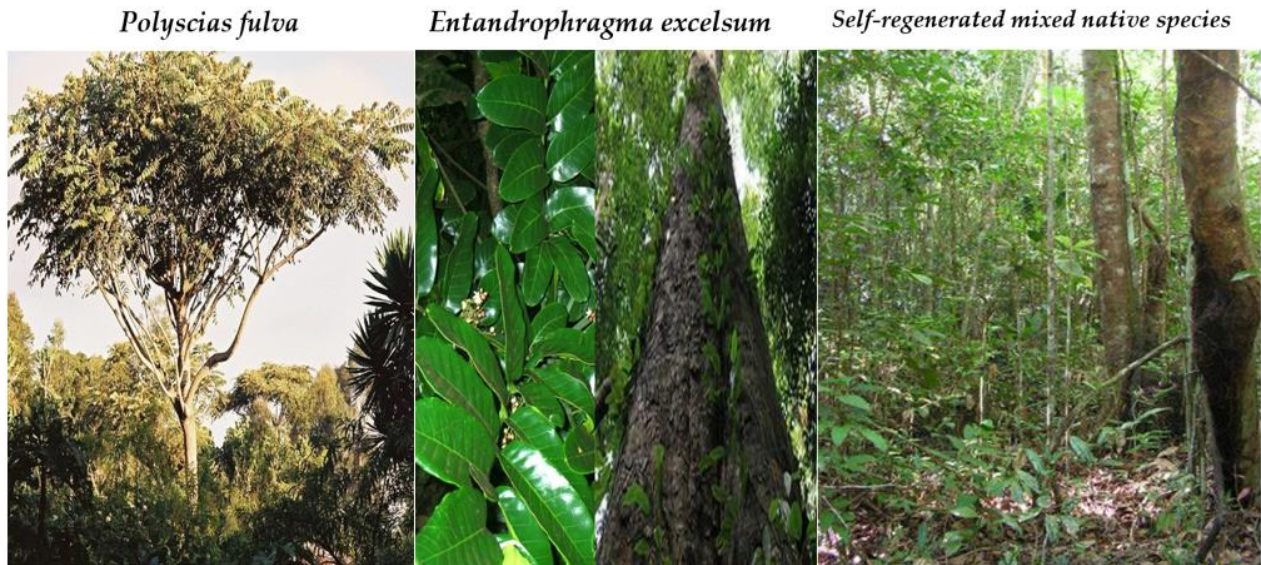 Polyscias fulva
Entandrophragma excelsum
Self-regenerated mixed native species